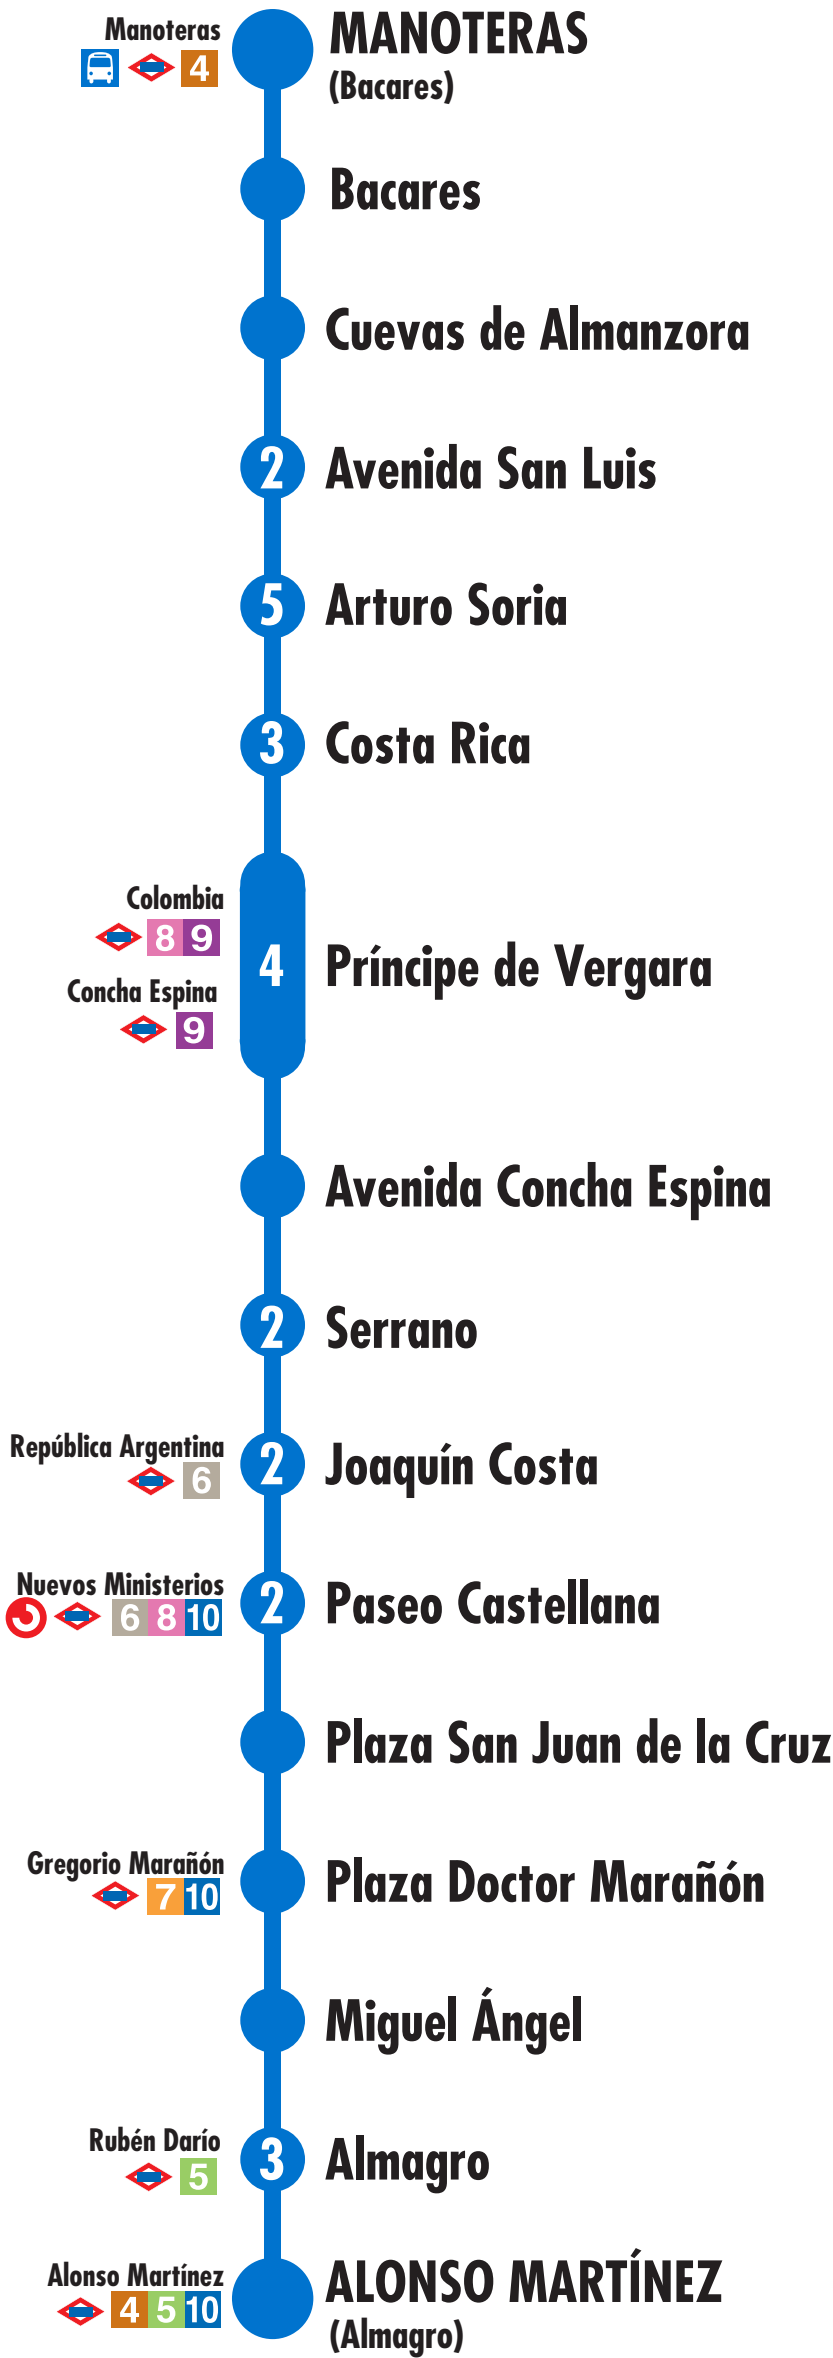 Manoteras
4
MANOTERAS
(Bacares)
Bacares
Cuevas de Almanzora
2 Avenida San Luis
5 Arturo Soria
3 Costa Rica
Colombia
8 9
Concha Espina
9
4 Príncipe de Vergara
Avenida Concha Espina
2 Serrano
República Argentina
6
2 Joaquín Costa
Nuevos Ministerios
6 8 10
2 Paseo Castellana
Plaza San Juan de la Cruz
Gregorio Marañón
7 10
Plaza Doctor Marañón
Miguel Ángel
Rubén Darío
5
3 Almagro
Alonso Martínez
4 5 10
ALONSO MARTÍNEZ
(Almagro)